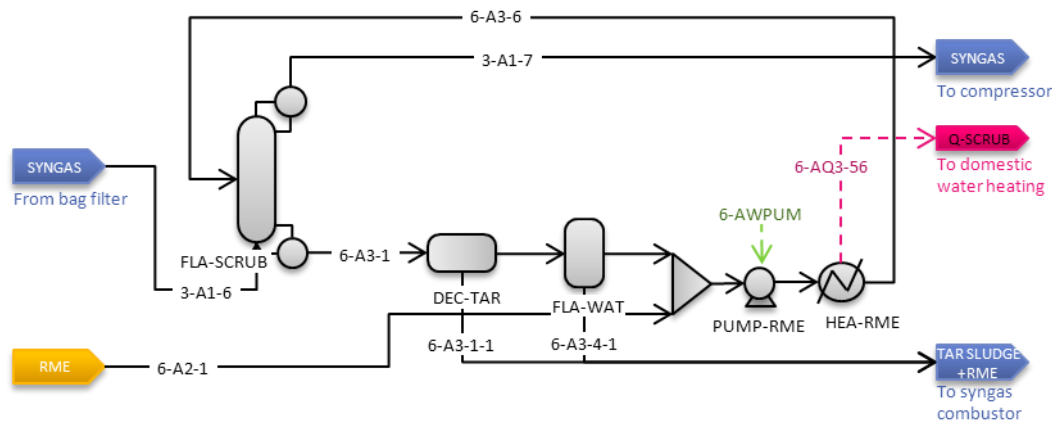 6-A3-6
3-A1-7
SYNGAS
To compressor
Q-SCRUB
To domestic
water heating
6-AQ3-56
SYNGAS
From bag filter
6-AWPUM
FLA-SCRUB
6-A3-1
3-A1-6
DEC-TAR
FLA-WAT
PUMP-RME
HEA-RME
6-A3-1-1
6-A3-4-1
RME
6-A2-1
TAR SLUDGE
+RME
To syngas
combustor